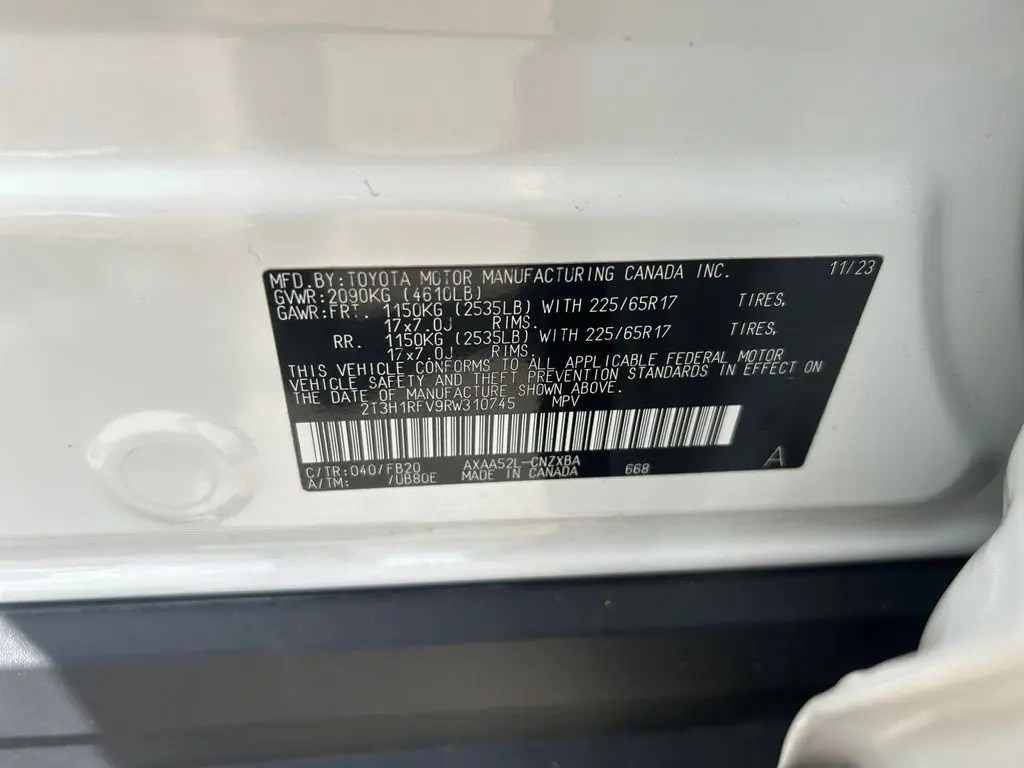 MFD.BY:TOYOTA MOTOR MANUFACTURING CANADA INC. 11/23
GVWR:2090KG (4610LB)
GAWR:FRT. 1150KG (2535LB) WITH 225/65R17 TIRES,
17x7.0J RIMS.
RR. 1150KG (2535LB) WITH 225/65R17 TIRES,
17x7.0J RIMS.
THIS VEHICLE CONFORMS TO ALL APPLICABLE FEDERAL MOTOR
VEHICLE SAFETY AND THEFT PREVENTION STANDARDS IN EFFECT ON
THE DATE OF MANUFACTURE SHOWN ABOVE.
2T3H1RFV9RW310745 MPV
C/TR:040/FB20 AXAA52L-CNZXBA 668 A
A/TM: /UB80E MADE IN CANADA